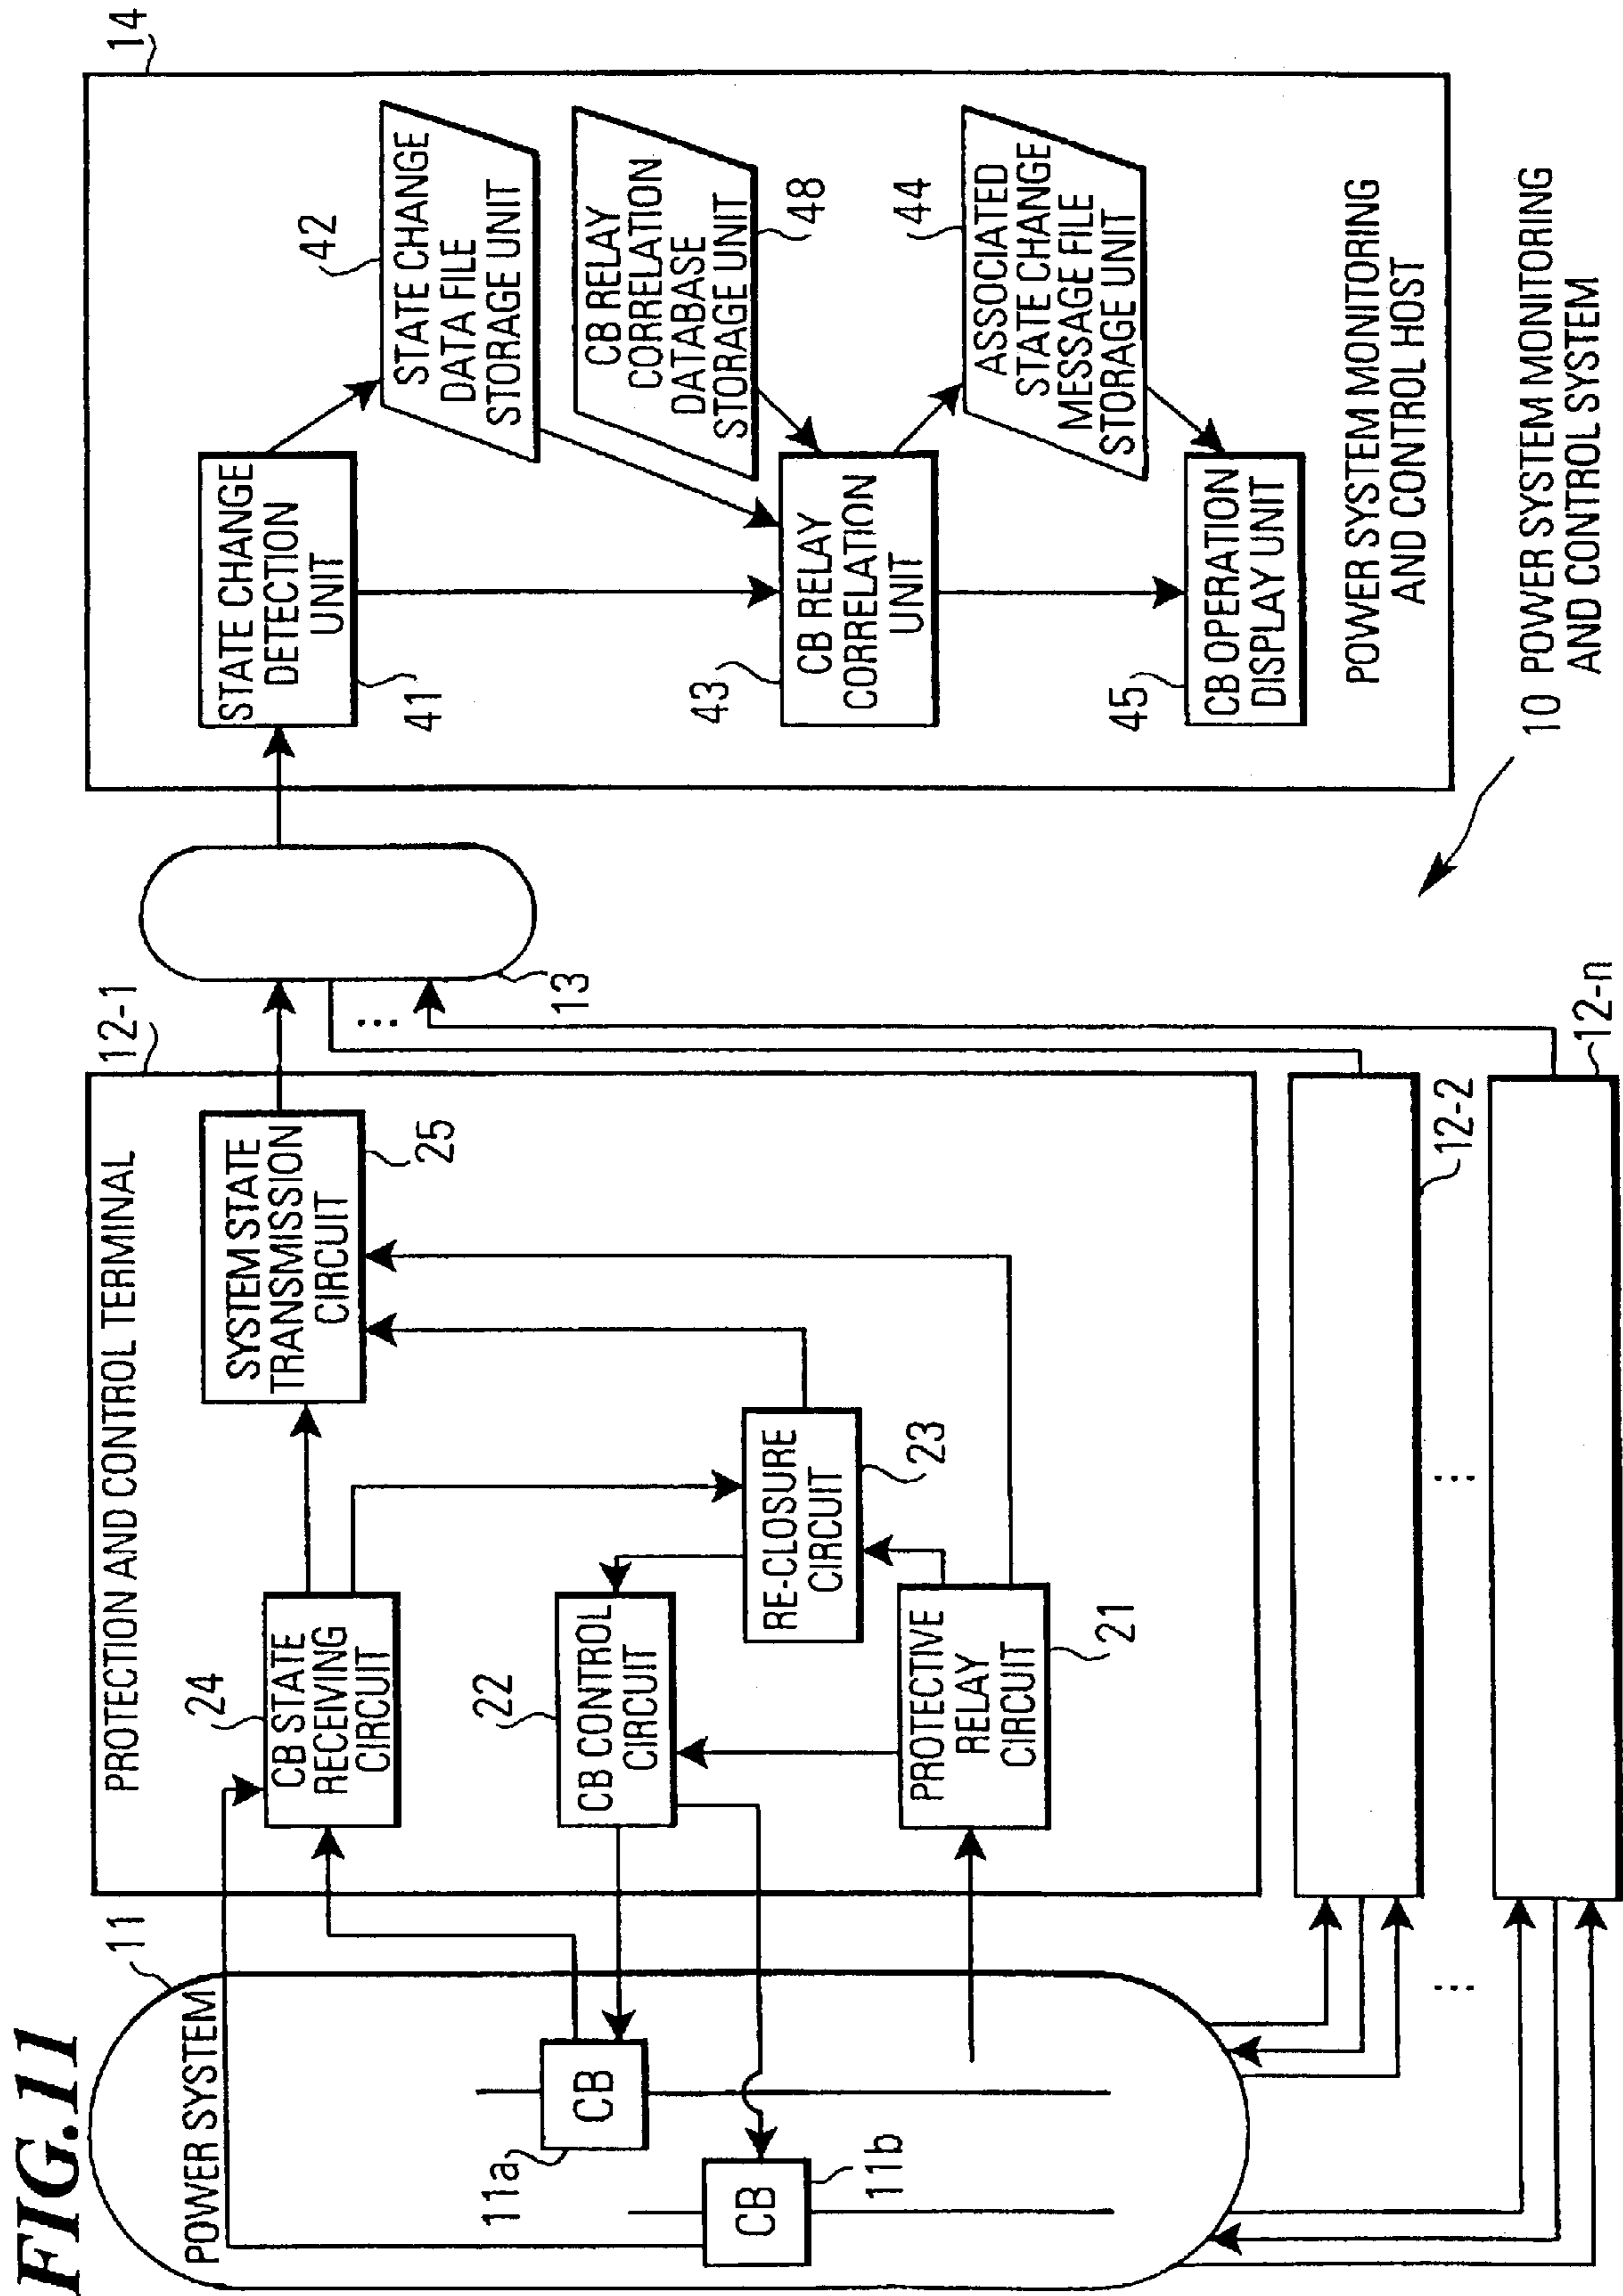 FIG.11
POWER SYSTEM
11
CB
11a
CB
11b
PROTECTION AND CONTROL TERMINAL
12-1
24
CB STATE
RECEIVING
CIRCUIT
22
CB CONTROL
CIRCUIT
PROTECTIVE
RELAY
CIRCUIT
21
RE-CLOSURE
CIRCUIT
23
SYSTEM STATE
TRANSMISSION
CIRCUIT
25
12-2
12-n
13
14
STATE CHANGE
DETECTION
UNIT
41
42
STATE CHANGE
DATA FILE
STORAGE UNIT
CB RELAY
CORRELATION
DATABASE
STORAGE UNIT
48
43
CB RELAY
CORRELATION
UNIT
44
ASSOCIATED
STATE CHANGE
MESSAGE FILE
STORAGE UNIT
45
CB OPERATION
DISPLAY UNIT
POWER SYSTEM MONITORING
AND CONTROL HOST
10 POWER SYSTEM MONITORING
AND CONTROL SYSTEM